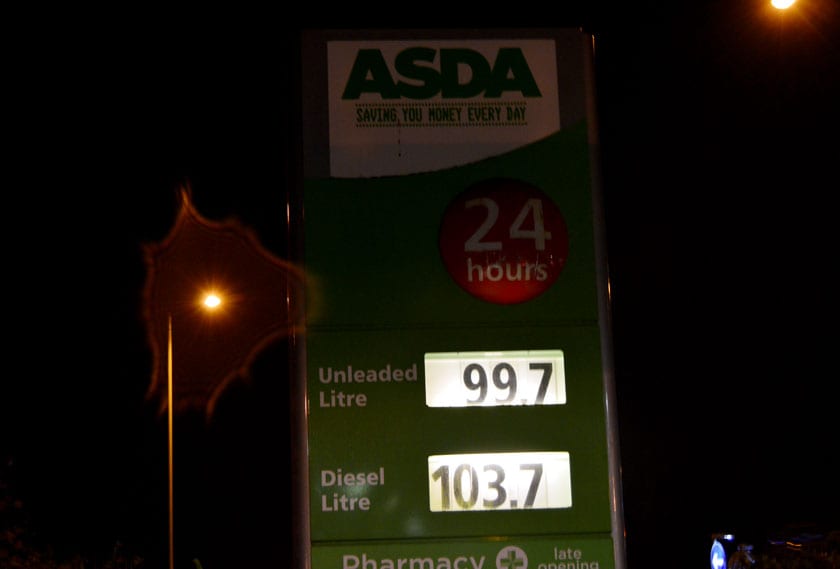 ASDA
SAVING YOU MONEY EVERY DAY
24
hours
Unleaded
Litre
99.7
Diesel
Litre
103.7
Pharmacy
late
opening